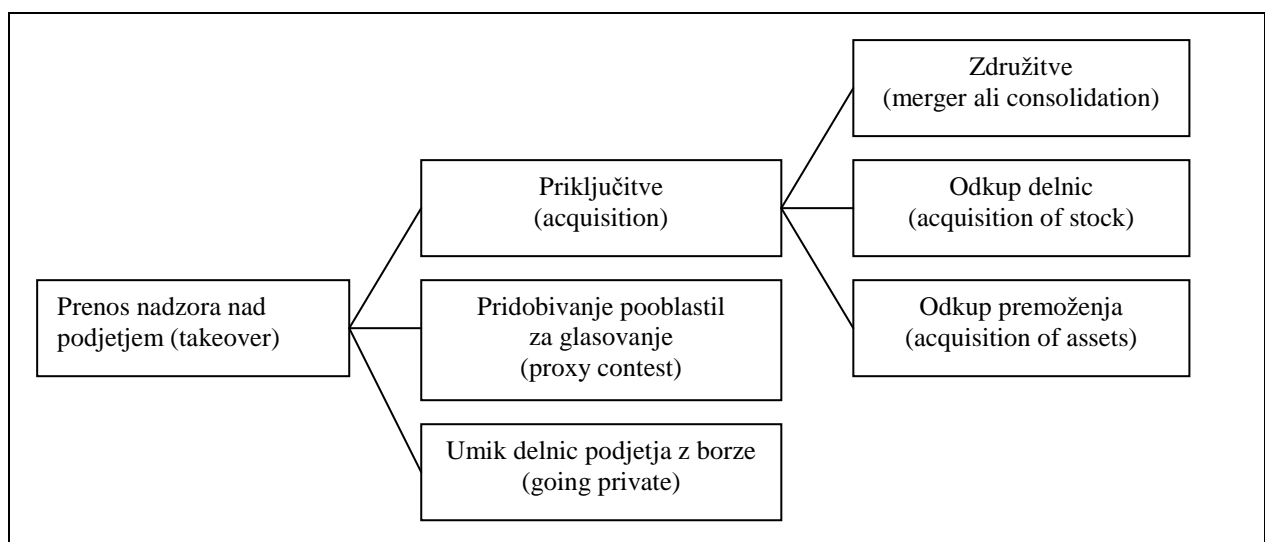 Prenos nadzora nad
podjetjem (takeover)
Priključitve
(acquisition)
Pridobivanje pooblastil
za glasovanje
(proxy contest)
Umik delnic podjetja z borze
(going private)
Združitve
(merger ali consolidation)
Odkup delnic
(acquisition of stock)
Odkup premoženja
(acquisition of assets)